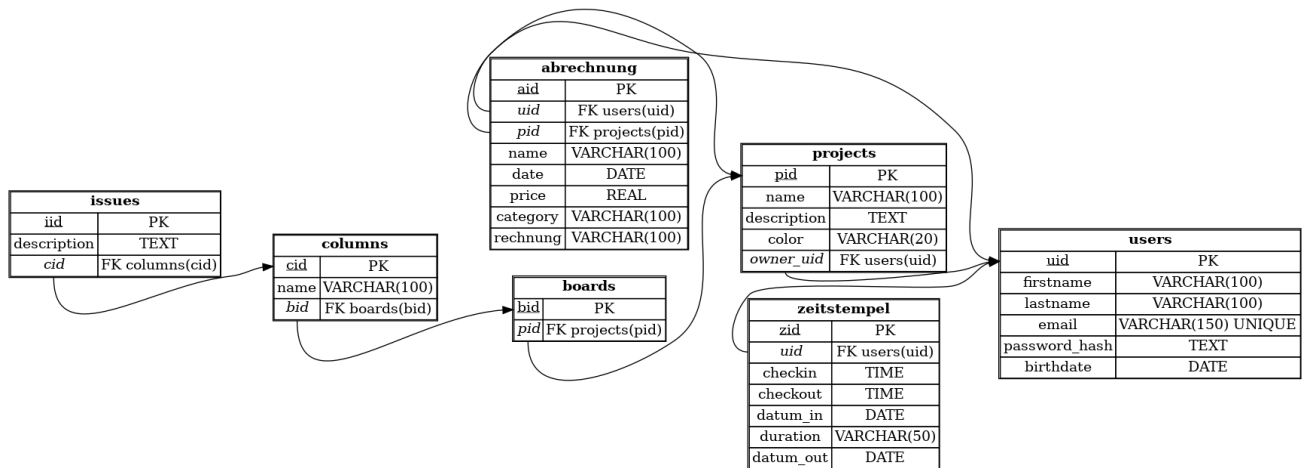 abrechnung
aid PK
uid FK users(uid)
pid FK projects(pid)
name VARCHAR(100)
date DATE
price REAL
category VARCHAR(100)
rechnung VARCHAR(100)
projects
pid PK
name VARCHAR(100)
description TEXT
color VARCHAR(20)
owner_uid FK users(uid)
issues
iid PK
description TEXT
cid FK columns(cid)
columns
cid PK
name VARCHAR(100)
bid FK boards(bid)
boards
bid PK
pid FK projects(pid)
users
uid PK
firstname VARCHAR(100)
lastname VARCHAR(100)
email VARCHAR(150) UNIQUE
password_hash TEXT
birthdate DATE
zeitstempel
zid PK
uid FK users(uid)
checkin TIME
checkout TIME
datum_in DATE
duration VARCHAR(50)
datum_out DATE